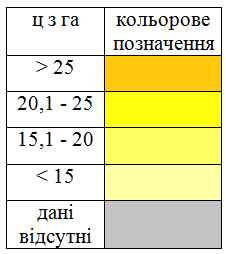 ц з га
кольорове
позначення
> 25
20,1 - 25
15,1 - 20
< 15
дані
відсутні